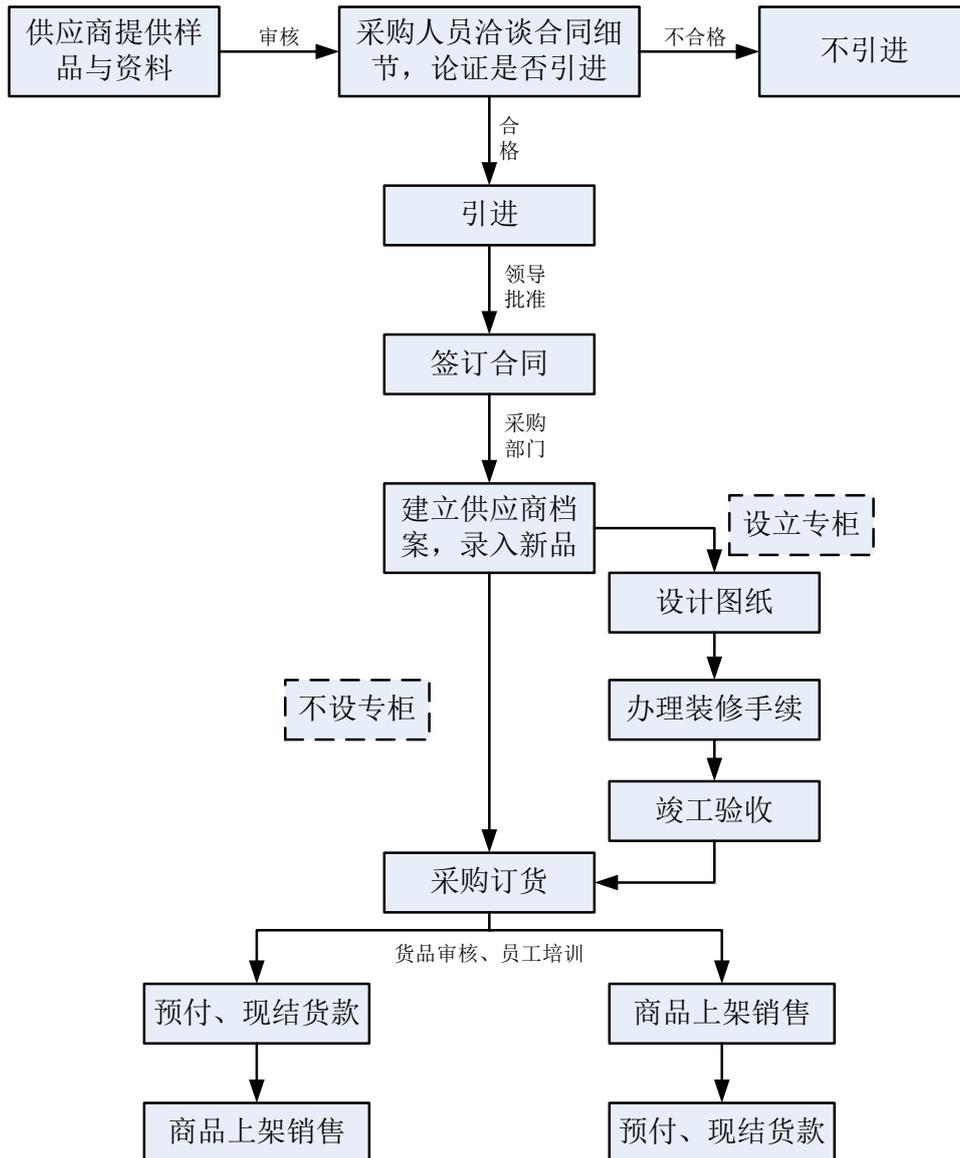 供应商提供样
品与资料
审核
采购人员洽谈合同细
节，论证是否引进
不合格
不引进
合
格
引进
领导
批准
签订合同
采购
部门
建立供应商档
案，录入新品
设立专柜
设计图纸
不设专柜
办理装修手续
竣工验收
采购订货
货品审核、员工培训
预付、现结货款
商品上架销售
商品上架销售
预付、现结货款